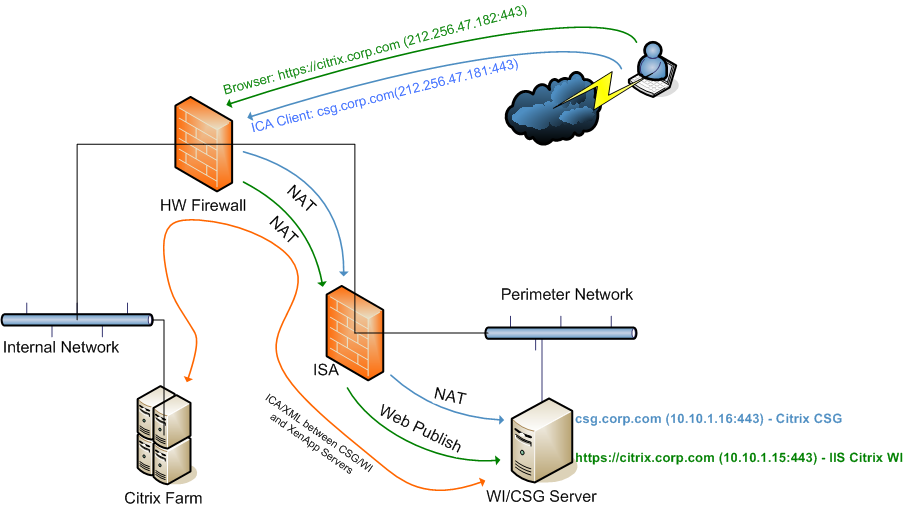 Browser: https://citrix.corp.com (212.256.47.182:443)
ICA Client: csg.corp.com(212.256.47.181:443)
HW Firewall
NAT
NAT
Perimeter Network
Internal Network
ISA
ICA/XML between CSG/WI
and XenApp Servers
NAT
Web Publish
csg.corp.com (10.10.1.16:443) - Citrix CSG
https://citrix.corp.com (10.10.1.15:443) - IIS Citrix WI
Citrix Farm
WI/CSG Server